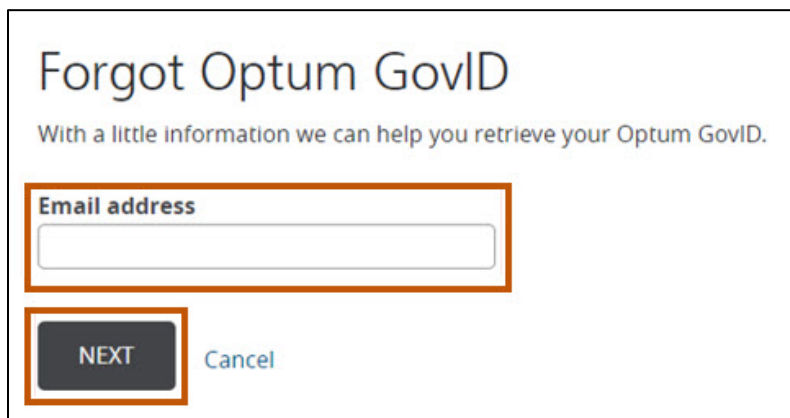 Forgot Optum GovID
With a little information we can help you retrieve your Optum GovID.
Email address
NEXT
Cancel